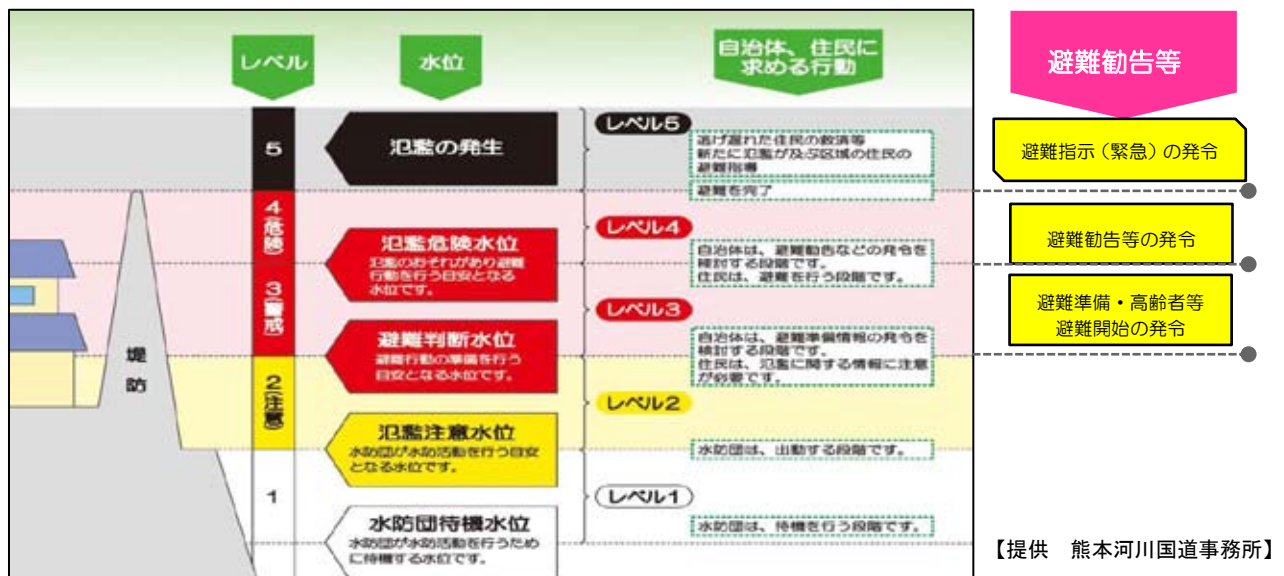 レベル
水位
自治体、住民に
求める行動
避難勧告等
5
氾濫の発生
レベル5
逃げ遅れた住民の救済等
新たに氾濫が及ぶ区域の住民の
避難指導
避難を完了
避難指示（緊急）の発令
4（危険）
氾濫危険水位
氾濫のおそれがあり避難
行動を行う目安となる
水位です。
レベル4
自治体は、避難勧告などの発令を
検討する段階です。
住民は、避難を行う段階です。
避難勧告等の発令
3（警戒）
避難判断水位
避難行動の準備を行う
目安となる水位です。
レベル3
自治体は、避難準備情報の発令を
検討する段階です。
住民は、氾濫に関する情報に注意
が必要です。
避難準備・高齢者等
避難開始の発令
堤防
2（注意）
氾濫注意水位
水防団が水防活動を行う目安
となる水位です。
レベル2
水防団は、出動する段階です。
1
水防団待機水位
水防団が水防活動を行うため
に待機する水位です。
レベル1
水防団は、待機を行う段階です。
【提供　熊本河川国道事務所】